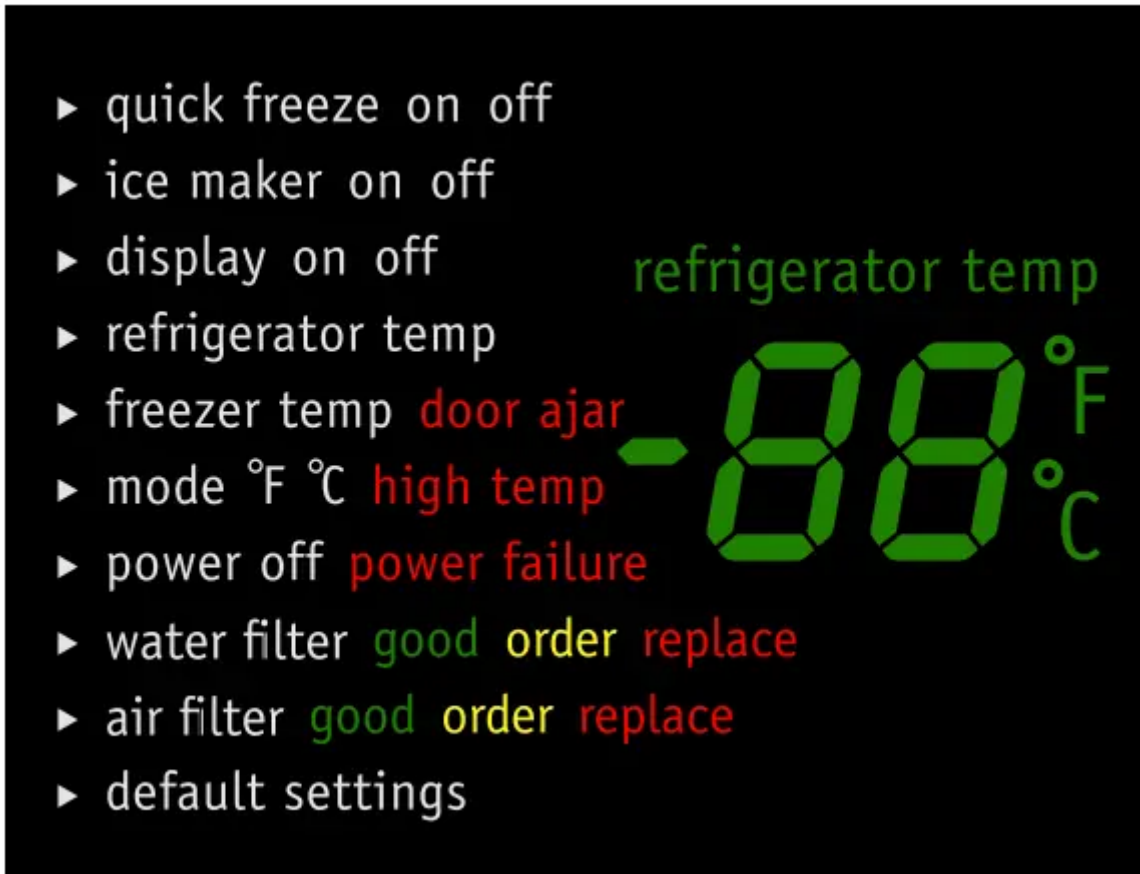 ▶ quick freeze on off
▶ ice maker on off
▶ display on off
refrigerator temp
▶ refrigerator temp
▶ freezer temp door ajar
-88 °F °C
▶ mode °F °C high temp
▶ power off power failure
▶ water filter good order replace
▶ air filter good order replace
▶ default settings